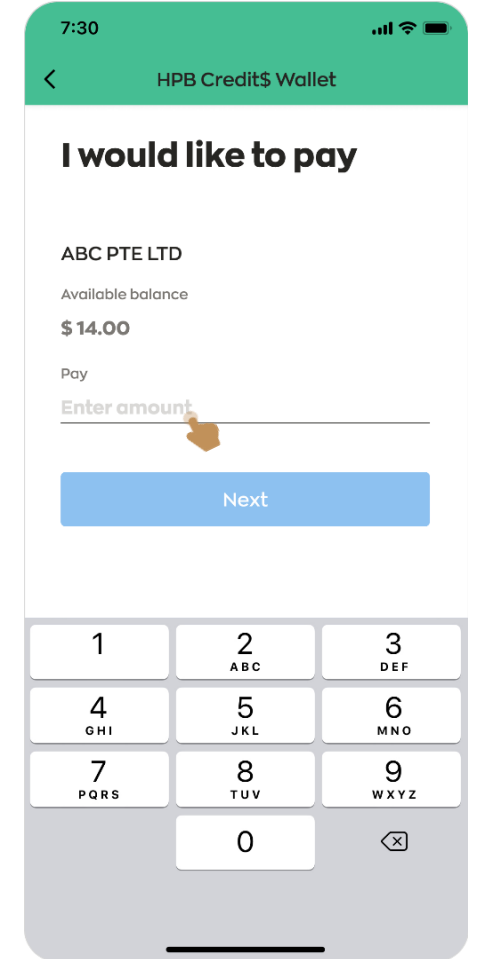 7:30
HPB Credit$ Wallet
I would like to pay
ABC PTE LTD
Available balance
$ 14.00
Pay
Enter amount
Next
1 2 3
ABC DEF
4 5 6
GHI JKL MNO
7 8 9
PQRS TUV WXYZ
0